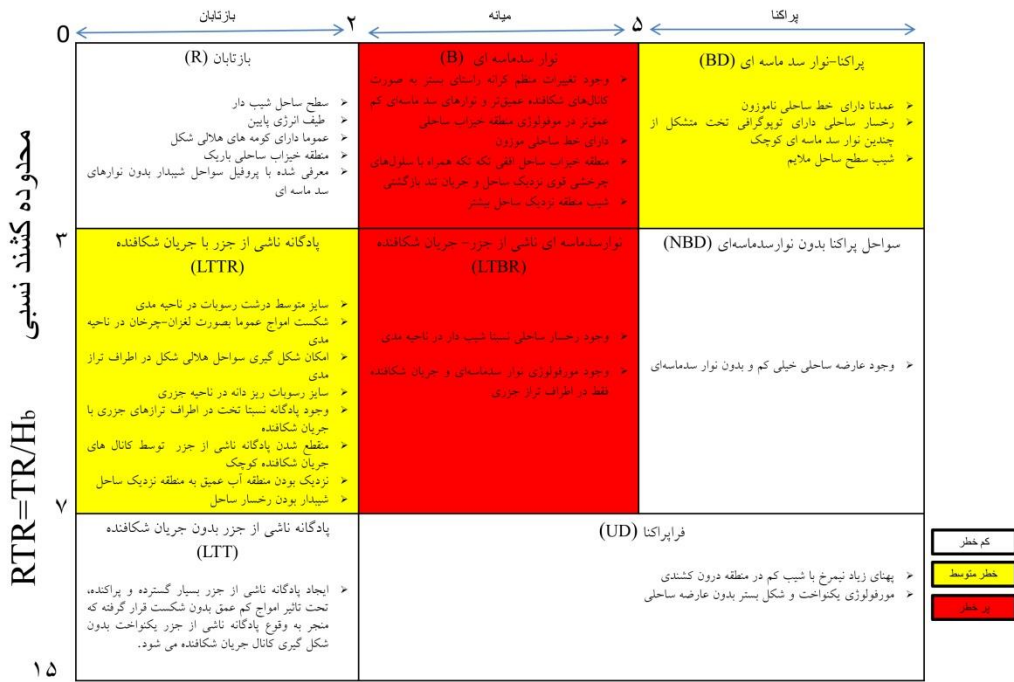 بازتابان
میانه
پراکنا
0
۲
۵
بازتابان (R)
سطح ساحل شیب دار
طیف انرژی پایین
عموما دارای کومه های هلالی شکل
منطقه خیزاب ساحلی باریک
معرفی شده با پروفیل سواحل شیبدار بدون نوارهای
سد ماسه ای
نوار سدماسه ای (B)
وجود تغییرات منظم کرانه راستای بستر به صورت
کانال‌های شکافنده عمیق‌تر و نوارهای سد ماسه‌ای کم
عمق‌تر در موفولوژی منطقه خیزاب ساحلی
دارای خط ساحلی موزون
منطقه خیزاب ساحل افقی تکه تکه همراه با سلول‌های
چرخشی قوی نزدیک ساحل و جریان تند بازگشتی
شیب منطقه نزدیک ساحل بیشتر
پراکنا-نوار سد ماسه ای (BD)
عمدتا دارای خط ساحلی ناموزون
رخسار ساحلی دارای توپوگرافی تخت متشکل از
چندین نوار سد ماسه ای کوچک
شیب سطح ساحل ملایم
محدوده کشند نسبی
RTR=TR/Hb
۳
پادگانه ناشی از جزر با جریان شکافنده
(LTTR)
سایز متوسط درشت رسوبات در ناحیه مدی
شکست امواج عموما بصورت لغزان-چرخان در ناحیه
مدی
امکان شکل گیری سواحل هلالی شکل در اطراف تراز
مدی
سایز رسوبات ریز دانه در ناحیه جزری
وجود پادگانه نسبتا تخت در اطراف ترازهای جزری با
جریان شکافنده
منقطع شدن پادگانه ناشی از جزر توسط کانال های
جریان شکافنده کوچک
نزدیک بودن منطقه آب عمیق به منطقه نزدیک ساحل
شیبدار بودن رخسار ساحل
نوارسدماسه ای ناشی از جزر- جریان شکافنده
(LTBR)
وجود رخسار ساحلی نسبتا شیب دار در ناحیه مدی
وجود مورفولوژی نوار سدماسه‌ای و جریان شکافنده
فقط در اطراف تراز جزری
سواحل پراکنا بدون نوارسدماسه‌ای (NBD)
وجود عارضه ساحلی خیلی کم و بدون نوار سدماسه‌ای
۷
پادگانه ناشی از جزر بدون جریان شکافنده
(LTT)
ایجاد پادگانه ناشی از جزر بسیار گسترده و پراکنده،
تحت تاثیر امواج کم عمق بدون شکست قرار گرفته که
منجر به وقوع پادگانه ناشی از جزر یکنواخت بدون
شکل گیری کانال جریان شکافنده می شود.
فراپراکنا (UD)
پهنای زیاد نیمرخ با شیب کم در منطقه درون کشندی
مورفولوژی یکنواخت و شکل بستر بدون عارضه ساحلی
۱۵
کم خطر
خطر متوسط
پر خطر